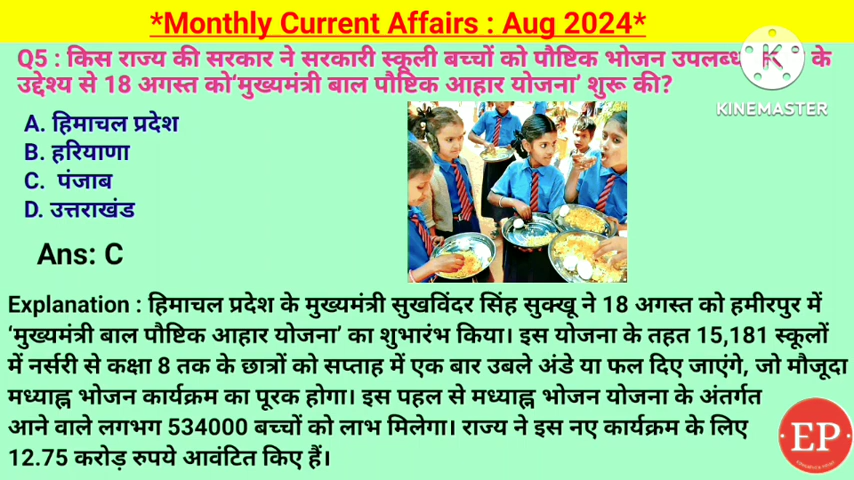 *Monthly Current Affairs : Aug 2024*
Q5 : किस राज्य की सरकार ने सरकारी स्कूली बच्चों को पौष्टिक भोजन के
उद्देश्य से 18 अगस्त को‘मुख्यमंत्री बाल पौष्टिक आहार योजना’ शुरू की?
K
KINEMASTER
A. हिमाचल प्रदेश
B. हरियाणा
C. पंजाब
D. उत्तराखंड
Ans: C
Explanation : हिमाचल प्रदेश के मुख्यमंत्री सुखविंदर सिंह सुक्खू ने 18 अगस्त को हमीरपुर में
‘मुख्यमंत्री बाल पौष्टिक आहार योजना’ का शुभारंभ किया। इस योजना के तहत 15,181 स्कूलों
में नर्सरी से कक्षा 8 तक के छात्रों को सप्ताह में एक बार उबले अंडे या फल दिए जाएंगे, जो मौजूदा
मध्याह्न भोजन कार्यक्रम का पूरक होगा। इस पहल से मध्याह्न भोजन योजना के अंतर्गत
आने वाले लगभग 534000 बच्चों को लाभ मिलेगा। राज्य ने इस नए कार्यक्रम के लिए
12.75 करोड़ रुपये आवंटित किए हैं।
EP